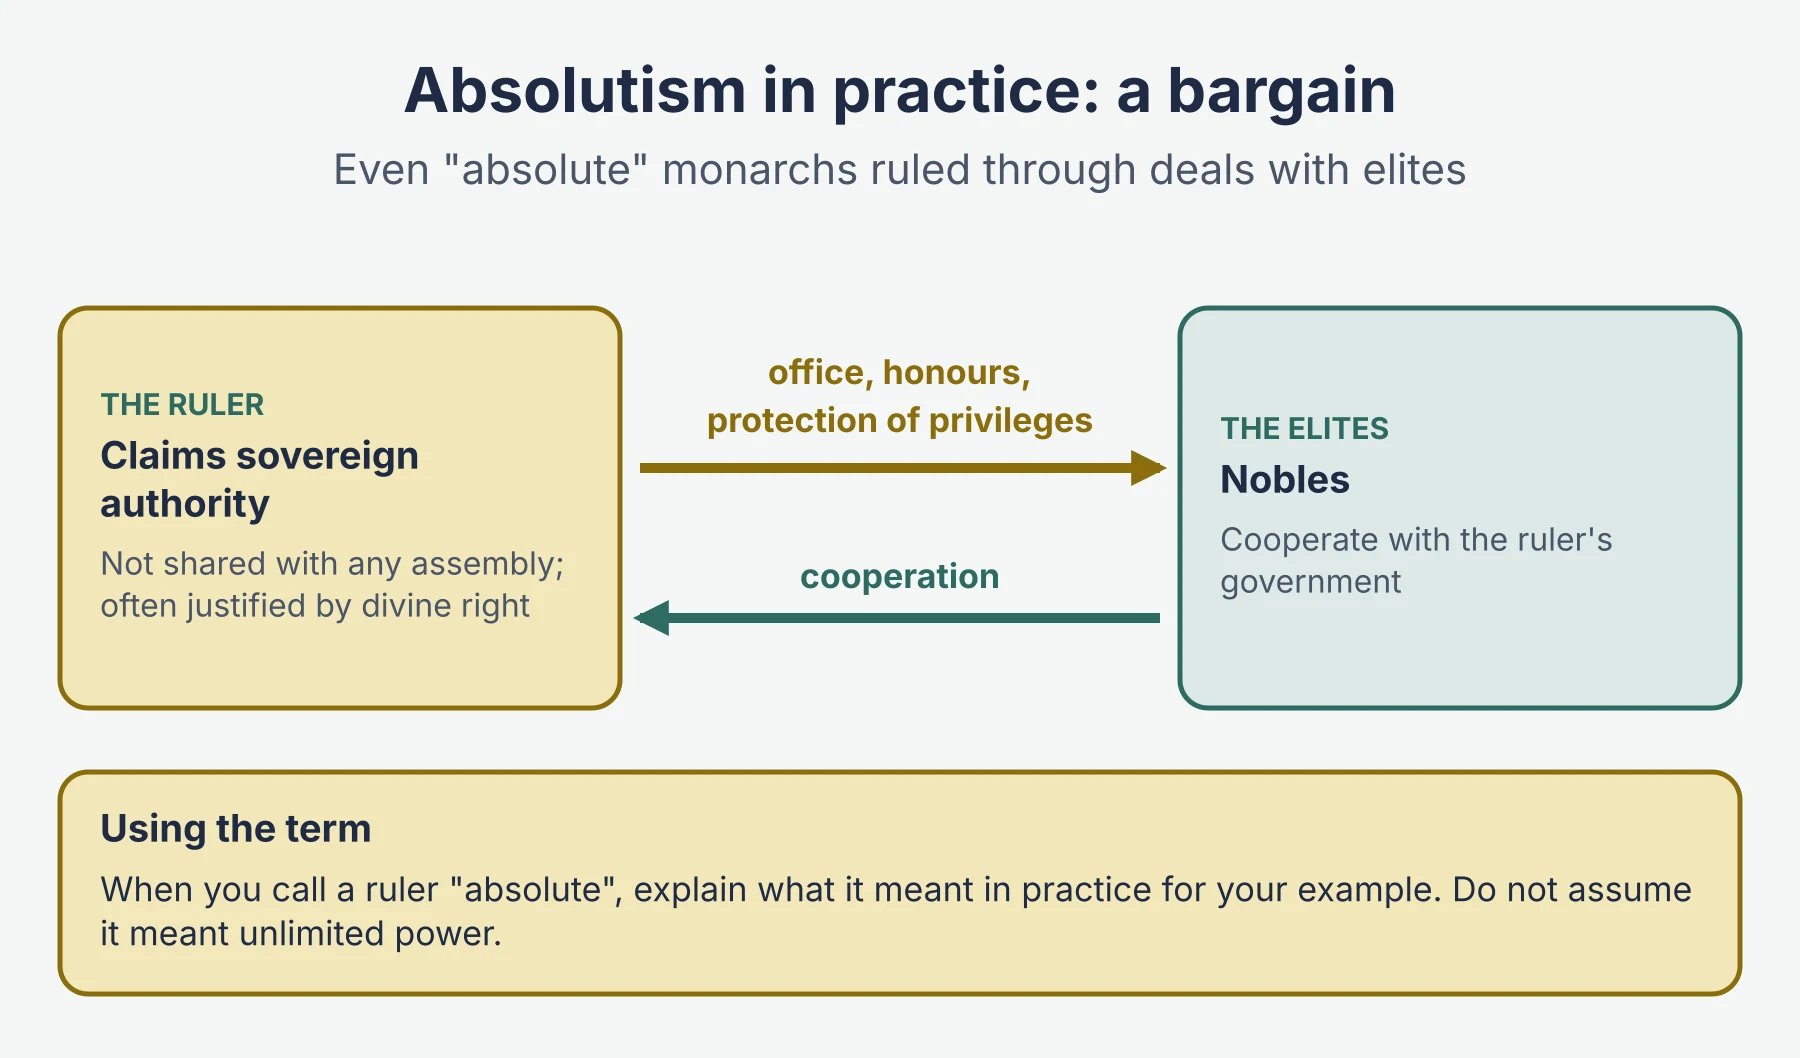 Absolutism in practice: a bargain
Even "absolute" monarchs ruled through deals with elites
THE RULER
Claims sovereign
authority
Not shared with any assembly;
often justified by divine right
office, honours,
protection of privileges
cooperation
THE ELITES
Nobles
Cooperate with the ruler's
government
Using the term
When you call a ruler "absolute", explain what it meant in practice for your example. Do not assume
it meant unlimited power.